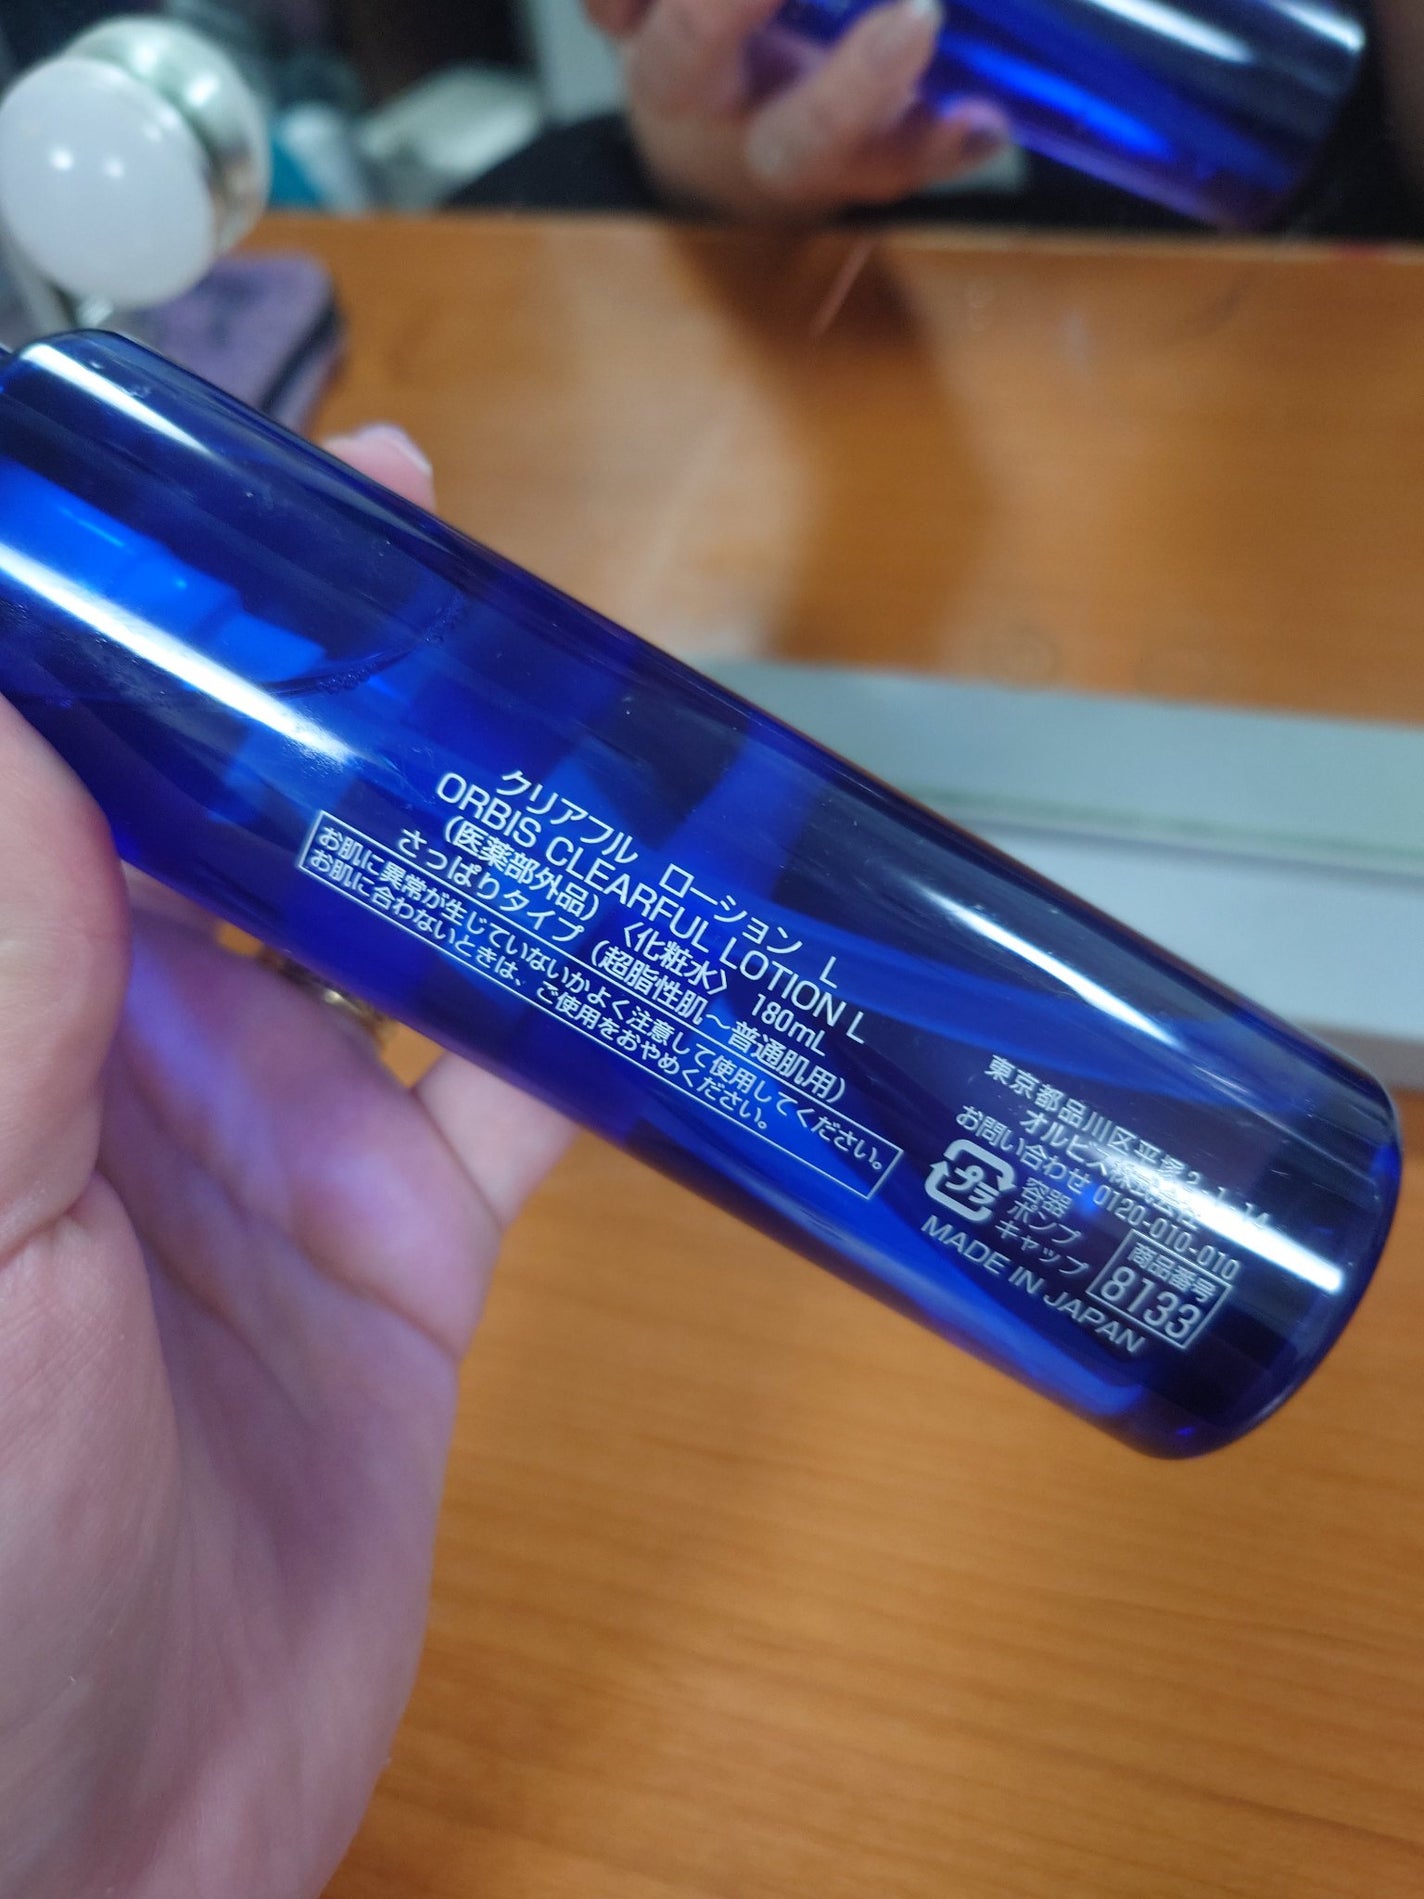 クリアフル ローション L
ORBIS CLEARFUL LOTION L
(医薬部外品) 〈化粧水〉 180mL
さっぱりタイプ (超脂性肌～普通肌用)
お肌に異常が生じていないかよく注意して使用してください。
お肌に合わないときは、ご使用をおやめください。
東京都品川区平塚2-1-14
オルビス株式会社
お問い合わせ 0120-010-010
プラ 容器
ポンプ
キャップ
商品番号
8133
MADE IN JAPAN